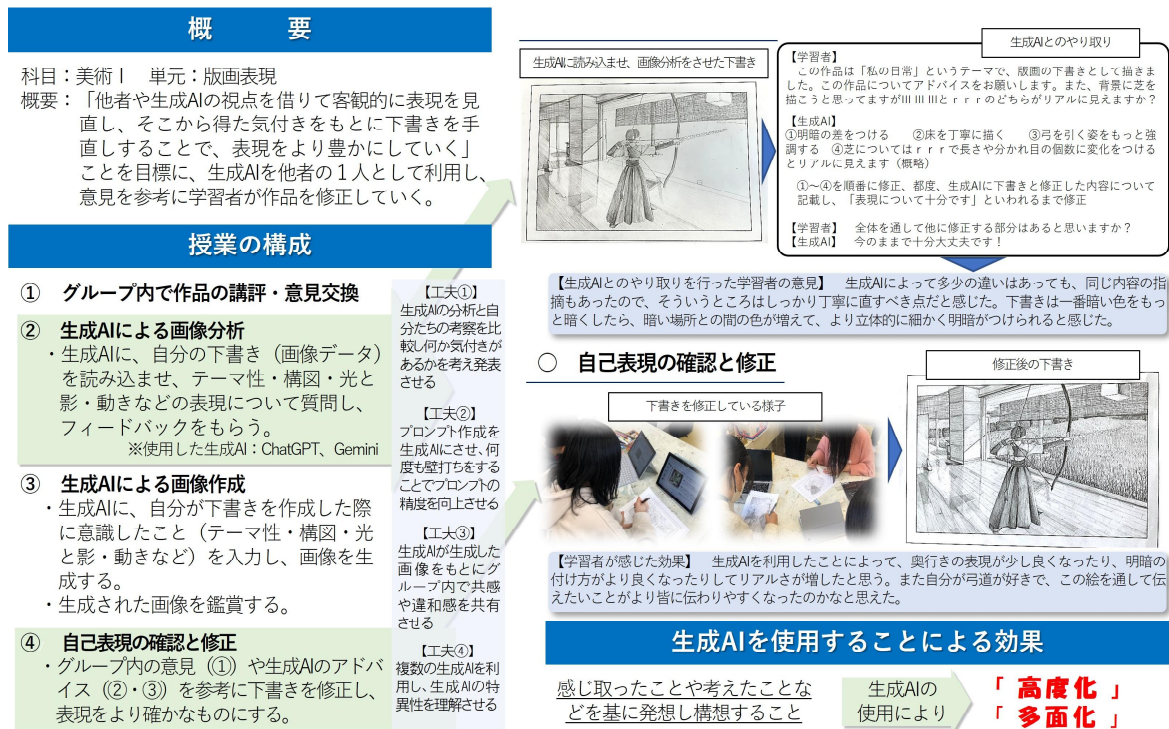 概　要
科目：美術Ⅰ　単元：版画表現
概要：「他者や生成AIの視点を借りて客観的に表現を見
直し、そこから得た気付きをもとに下書きを手
直しすることで、表現をより豊かにしていく」
ことを目標に、生成AIを他者の１人として利用し、
意見を参考に学習者が作品を修正していく。
授業の構成
①　グループ内で作品の講評・意見交換
②　生成AIによる画像分析
・生成AIに、自分の下書き（画像データ）
を読み込ませ、テーマ性・構図・光と
影・動きなどの表現について質問し、
フィードバックをもらう。
※使用した生成AI：ChatGPT、Gemini
③　生成AIによる画像作成
・生成AIに、自分が下書きを作成した際
に意識したこと（テーマ性・構図・光
と影・動きなど）を入力し、画像を生
成する。
・生成された画像を鑑賞する。
④　自己表現の確認と修正
・グループ内の意見（①）や生成AIのアドバ
イス（②・③）を参考に下書きを修正し、
表現をより確かなものにする。
【工夫①】
生成AIの分析と自
分たちの考察を比
較し何か気付きが
あるかを考え発表
させる
【工夫②】
プロンプト作成を
生成AIにさせ、何
度も壁打ちをする
ことでプロンプトの
精度を向上させる
【工夫③】
生成AIが生成した
画像をもとにグ
ループ内で共感
や違和感を共有
させる
【工夫④】
複数の生成AIを利
用し、生成AIの特
異性を理解させる
生成AIに読み込ませ、画像分析をさせた下書き
生成AIとのやり取り
【学習者】
この作品は「私の日常」というテーマで、版画の下書きとして描きま
した。この作品についてアドバイスをお願いします。また、背景に芝を
描こうと思ってますがⅢ Ⅲ Ⅲとｒｒｒのどちらがリアルに見えますか？
【生成AI】
①明暗の差をつける　②床を丁寧に描く　③弓を引く姿をもっと強
調する　④芝についてはｒｒｒで長さや分かれ目の個数に変化をつける
とリアルに見えます（概略）
①～④を順番に修正、都度、生成AIに下書きと修正した内容について
記載し、「表現について十分です」といわれるまで修正
【学習者】　全体を通して他に修正する部分はあると思いますか？
【生成AI】　今のままで十分大丈夫です！
【生成AIとのやり取りを行った学習者の意見】　生成AIによって多少の違いはあっても、同じ内容の指
摘もあったので、そういうところはしっかり丁寧に直すべき点だと感じた。下書きは一番暗い色をもっ
と暗くしたら、暗い場所との間の色が増えて、より立体的に細かく明暗がつけられると感じた。
○　自己表現の確認と修正
下書きを修正している様子
修正後の下書き
【学習者が感じた効果】　生成AIを利用したことによって、奥行きの表現が少し良くなったり、明暗の
付け方がより良くなったりしてリアルさが増したと思う。また自分が弓道が好きで、この絵を通して伝
えたいことがより皆に伝わりやすくなったのかなと思えた。
生成AIを使用することによる効果
感じ取ったことや考えたことな
どを基に発想し構想すること
生成AIの
使用により
「 高度化 」
「 多面化 」